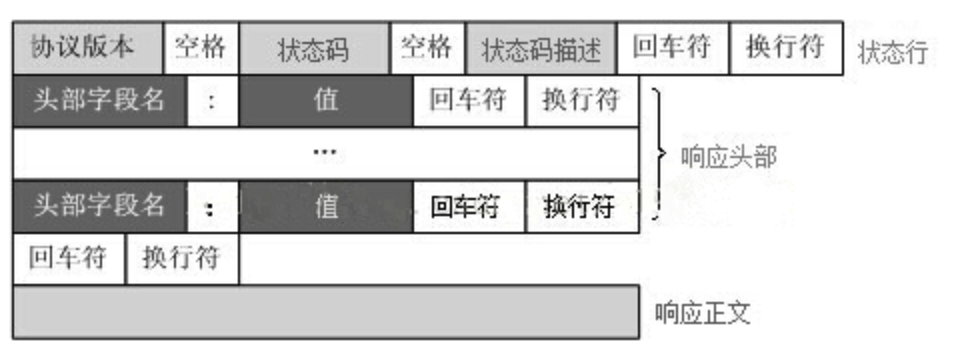 协议版本 空格 状态码 空格 状态码描述 回车符 换行符 状态行
头部字段名 : 值 回车符 换行符
...
响应头部
头部字段名 : 值 回车符 换行符
回车符 换行符
响应正文